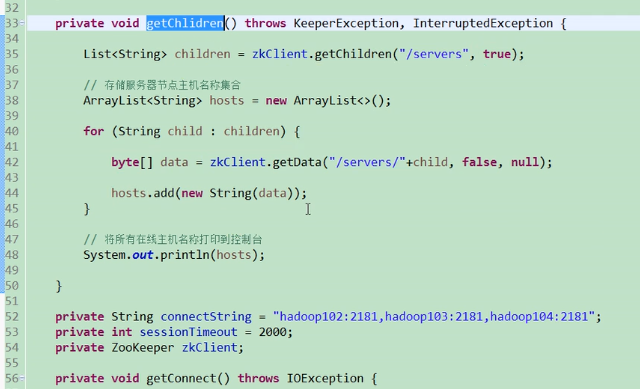 32
33 private void getChlidren() throws KeeperException, InterruptedException {
34
35 List<String> children = zkClient.getChildren("/servers", true);
36
37 // 存储服务器节点主机名称集合
38 ArrayList<String> hosts = new ArrayList<>();
39
40 for (String child : children) {
41
42 byte[] data = zkClient.getData("/servers/"+child, false, null);
43
44 hosts.add(new String(data));
45 }
46
47 // 将所有在线主机名称打印到控制台
48 System.out.println(hosts);
49
50 }
51
52 private String connectString = "hadoop102:2181,hadoop103:2181,hadoop104:2181";
53 private int sessionTimeout = 2000;
54 private ZooKeeper zkClient;
55
56 private void getConnect() throws IOException {